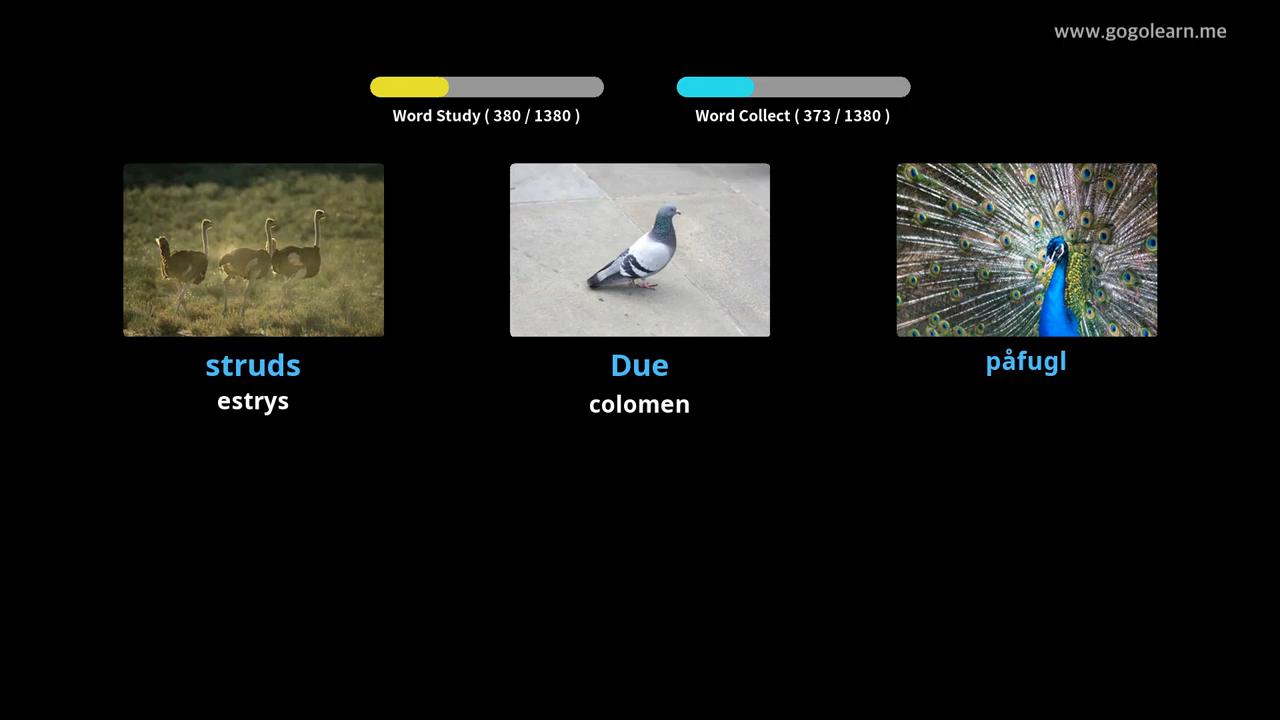 www.gogolearn.me
Word Study ( 380 / 1380 )
Word Collect ( 373 / 1380 )
struds
estrys
Due
colomen
påfugl